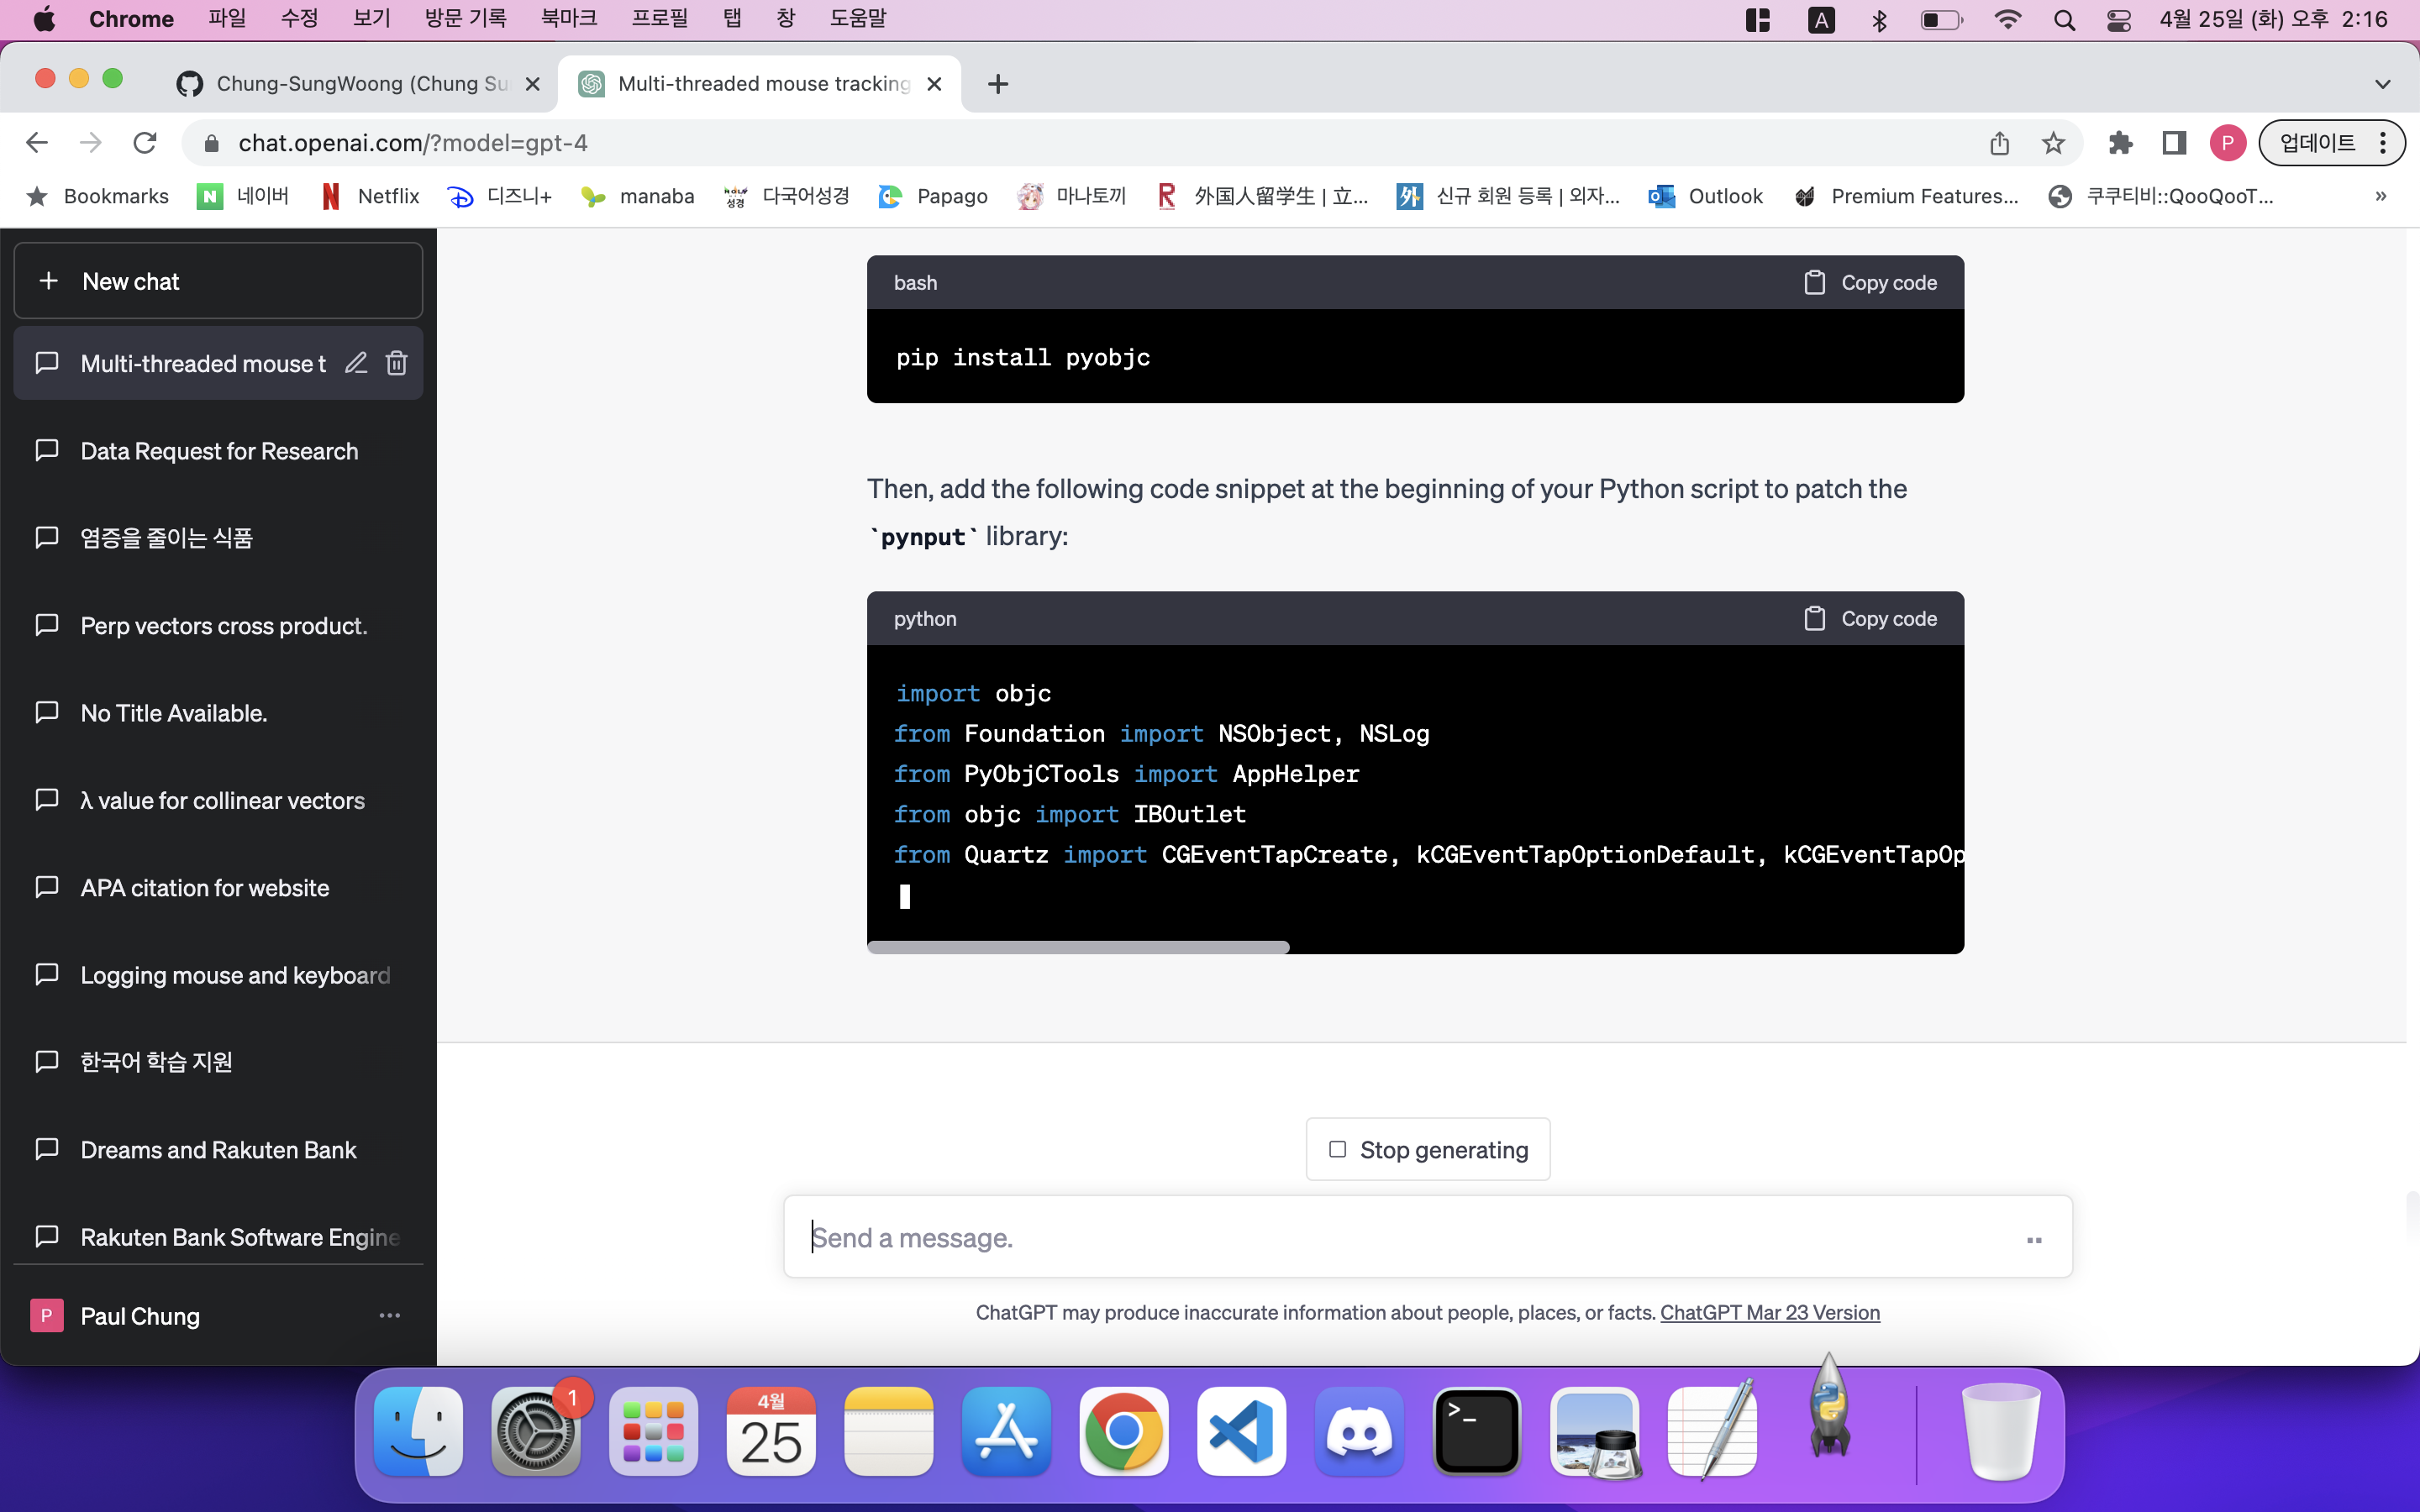 Chrome 파일 수정 보기 방문 기록 북마크 프로필 탭 창 도움말 A 4월 25일 (화) 오후 2:16
Chung-SungWoong (Chung Su Multi-threaded mouse tracking
chat.openai.com/?model=gpt-4 P 업데이트
Bookmarks N 네이버 N Netflix 디즈니+ manaba 성경 다국어성경 Papago 마나토끼 R 外国人留学生 | 立... 外 신규 회원 등록 | 외자... Outlook Premium Features... 쿠쿠티비::QooQooT... »
New chat
Multi-threaded mouse t
Data Request for Research
염증을 줄이는 식품
Perp vectors cross product.
No Title Available.
λ value for collinear vectors
APA citation for website
Logging mouse and keyboard
한국어 학습 지원
Dreams and Rakuten Bank
Rakuten Bank Software Engine
P Paul Chung ...
bash Copy code
pip install pyobjc
Then, add the following code snippet at the beginning of your Python script to patch the
`pynput` library:
python Copy code
import objc
from Foundation import NSObject, NSLog
from PyObjCTools import AppHelper
from objc import IBOutlet
from Quartz import CGEventTapCreate, kCGEventTapOptionDefault, kCGEventTapOp
Stop generating
Send a message.
ChatGPT may produce inaccurate information about people, places, or facts. ChatGPT Mar 23 Version
1
4월
25
>_